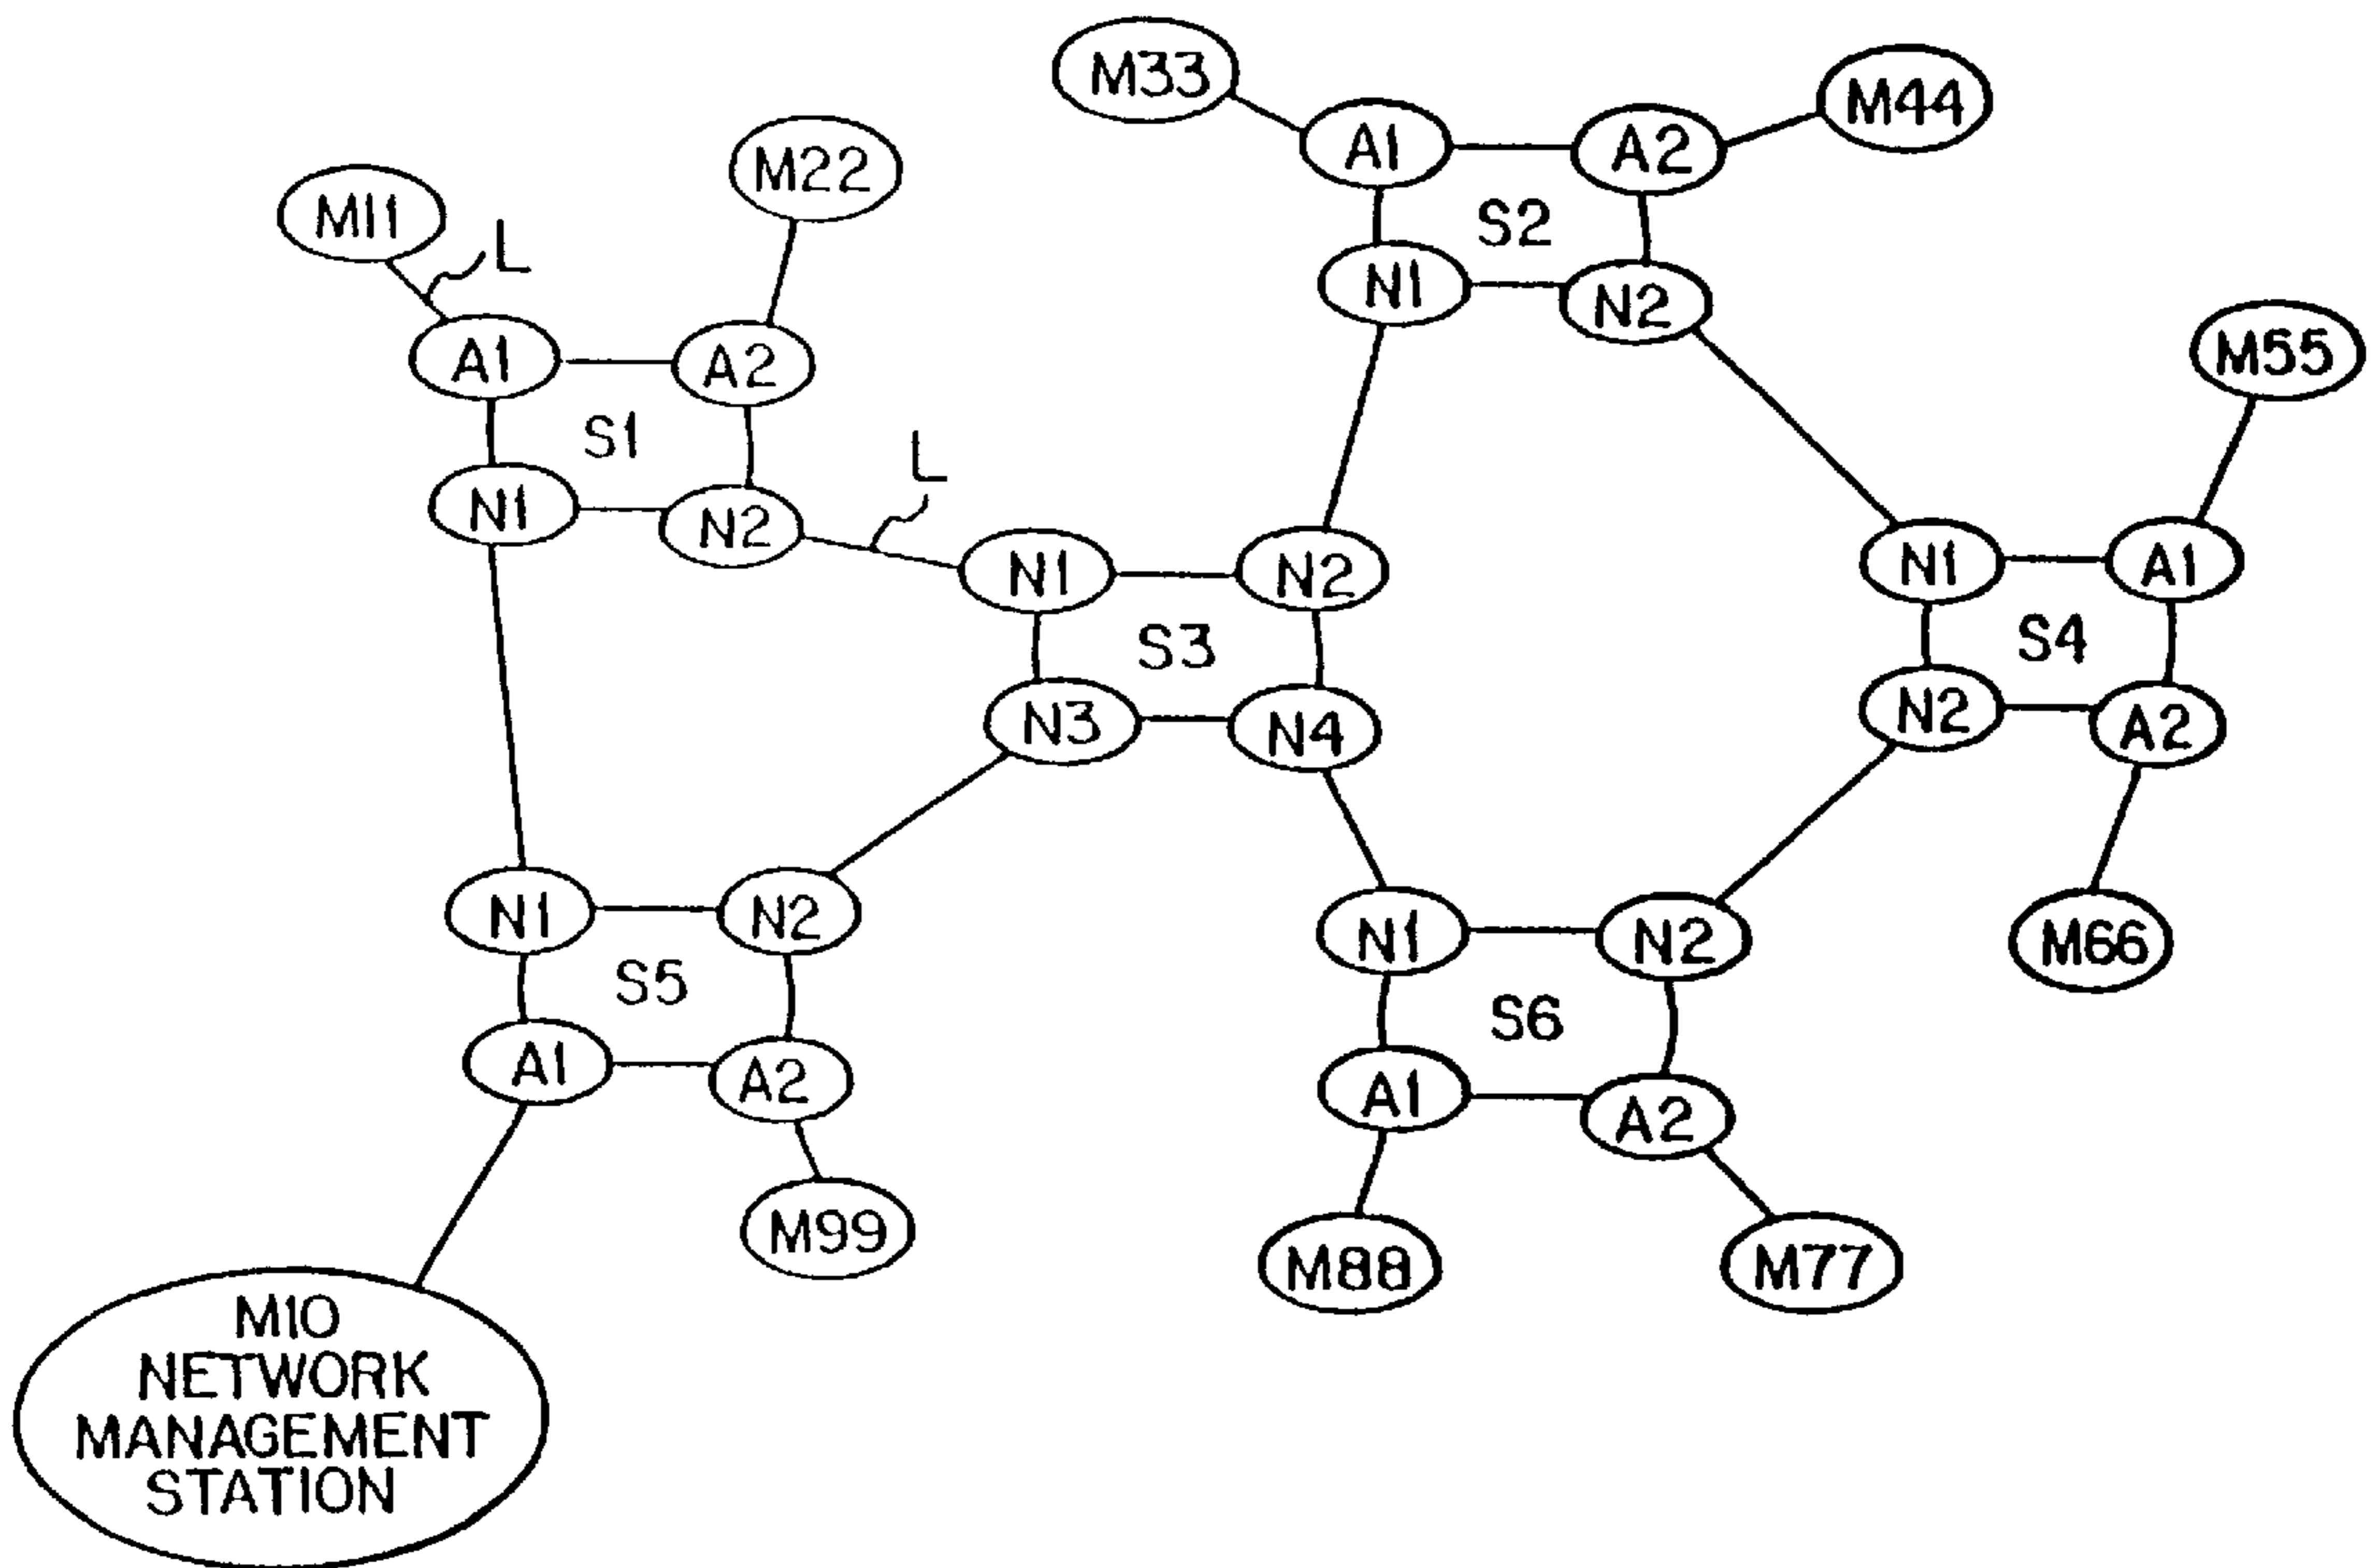 M33
M44
M22
M11
L
A1
A2
S2
N1
N2
A1
A2
S1
N1
N2
L
M55
N1
N2
S3
N3
N4
N1
A1
S4
N2
A2
M66
N1
N2
S5
A1
A2
M99
N1
N2
S6
A1
A2
M88
M77
M10
NETWORK
MANAGEMENT
STATION